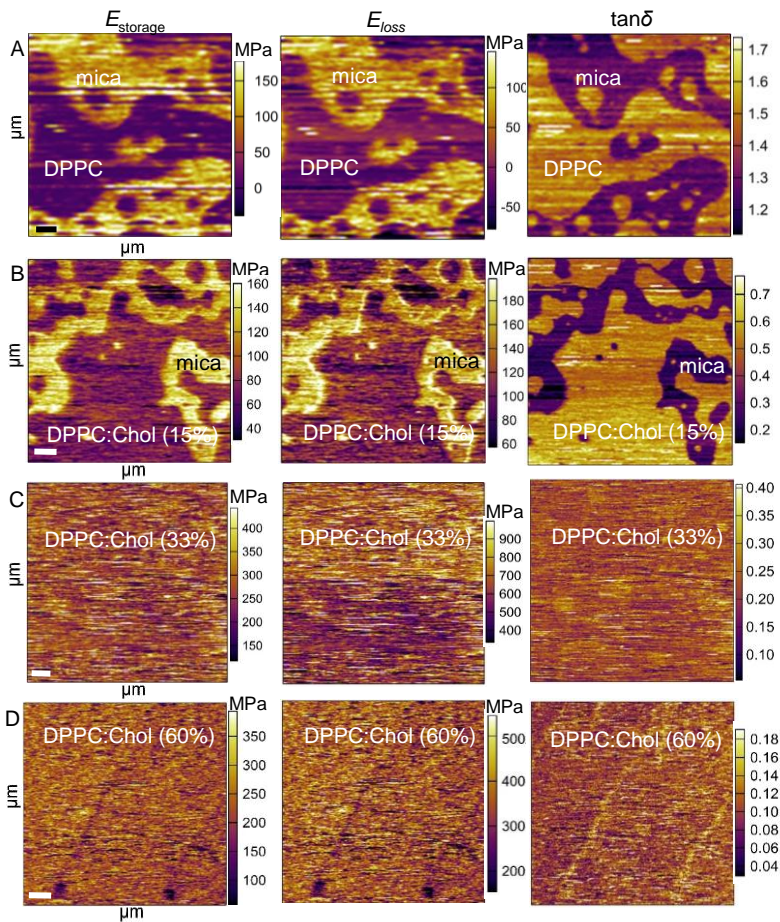 E_storage
E_loss
tanδ
A
MPa
MPa
mica
mica
mica
DPPC
DPPC
DPPC
150
100
50
0
100
50
0
-50
1.7
1.6
1.5
1.4
1.3
1.2
µm
µm
B
MPa
MPa
mica
mica
DPPC:Chol (15%)
DPPC:Chol (15%)
DPPC:Chol (15%)
160
140
120
100
80
60
40
180
160
140
120
100
80
60
0.7
0.6
0.5
0.4
0.3
0.2
µm
µm
C
MPa
MPa
DPPC:Chol (33%)
DPPC:Chol (33%)
DPPC:Chol (33%)
400
350
300
250
200
150
900
800
700
600
500
400
0.40
0.35
0.30
0.25
0.20
0.15
0.10
µm
µm
D
MPa
MPa
DPPC:Chol (60%)
DPPC:Chol (60%)
DPPC:Chol (60%)
350
300
250
200
150
100
500
400
300
200
0.18
0.16
0.14
0.12
0.10
0.08
0.06
0.04
µm
µm